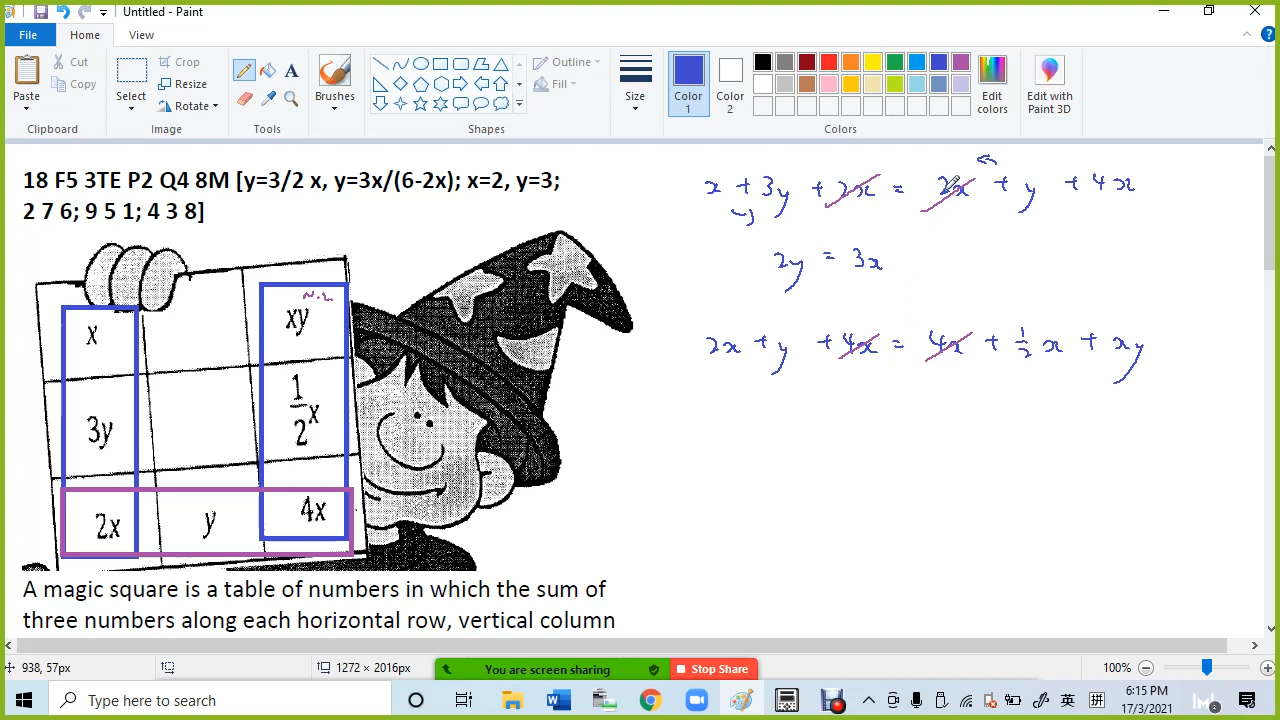 Untitled - Paint
File
Home
View
Paste
Cut
Copy
Clipboard
Select
Crop
Resize
Rotate
Image
A
Tools
Brushes
Outline
Fill
Shapes
Size
Color 1
Color 2
Edit colors
Edit with Paint 3D
Colors
18 F5 3TE P2 Q4 8M [y=3/2 x, y=3x/(6-2x); x=2, y=3;
2 7 6; 9 5 1; 4 3 8]
x + 3y + 2x = 2x + y + 4x
2y = 3x
2x + y + 4x = 4x + 1/2 x + xy
x xy
3y 1/2 x
2x y 4x
A magic square is a table of numbers in which the sum of
three numbers along each horizontal row, vertical column
938, 57px
1272 × 2016px
You are screen sharing
Stop Share
100%
Type here to search
英
拼
6:15 PM
17/3/2021
2